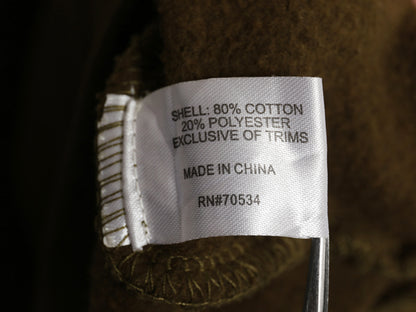 SHELL: 80% COTTON
20% POLYESTER
EXCLUSIVE OF TRIMS
MADE IN CHINA
RN#70534